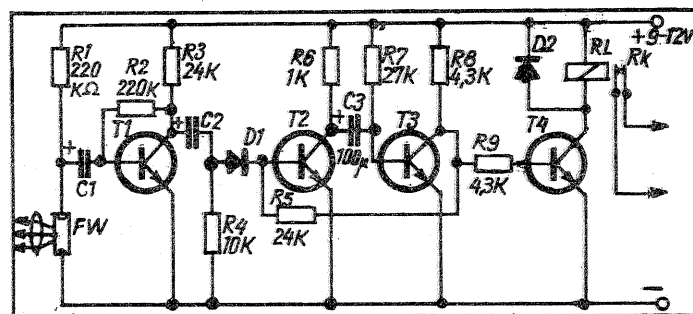 R1
220
KΩ
R2
220K
R3
24K
T1
C1
+
FW
+
C2
D1
R4
10K
R5
24K
R6
1K
T2
+
C3
100µ
R7
27K
T3
R8
4,3K
R9
4,3K
D2
T4
RL
+9-12V
Rk
−